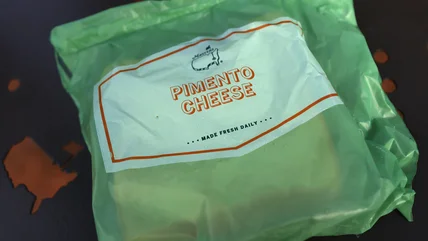 PIMENTO
CHEESE
• • • MADE FRESH DAILY • • •